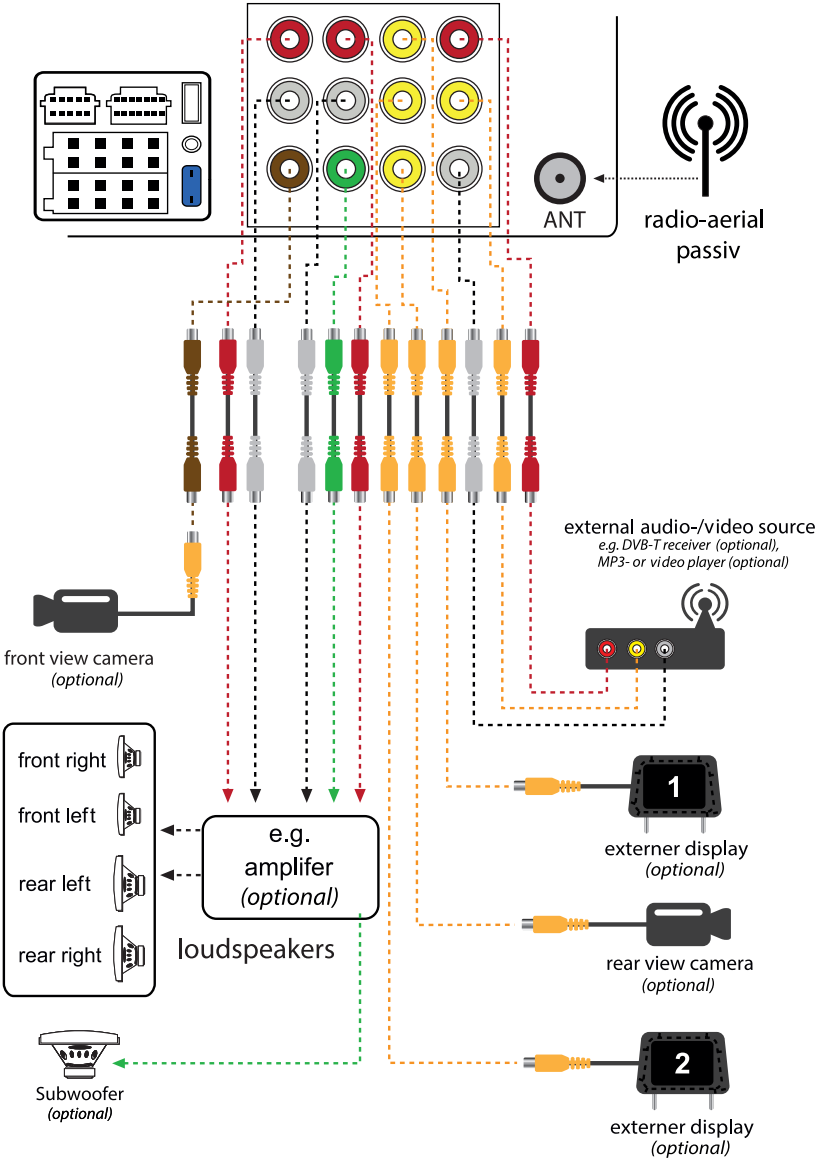 ANT
radio-aerial
passiv
external audio-/video source
e.g. DVB-T receiver (optional),
MP3- or video player (optional)
front view camera
(optional)
front right
front left
rear left
rear right
loudspeakers
e.g.
amplifer
(optional)
1
externer display
(optional)
rear view camera
(optional)
Subwoofer
(optional)
2
externer display
(optional)